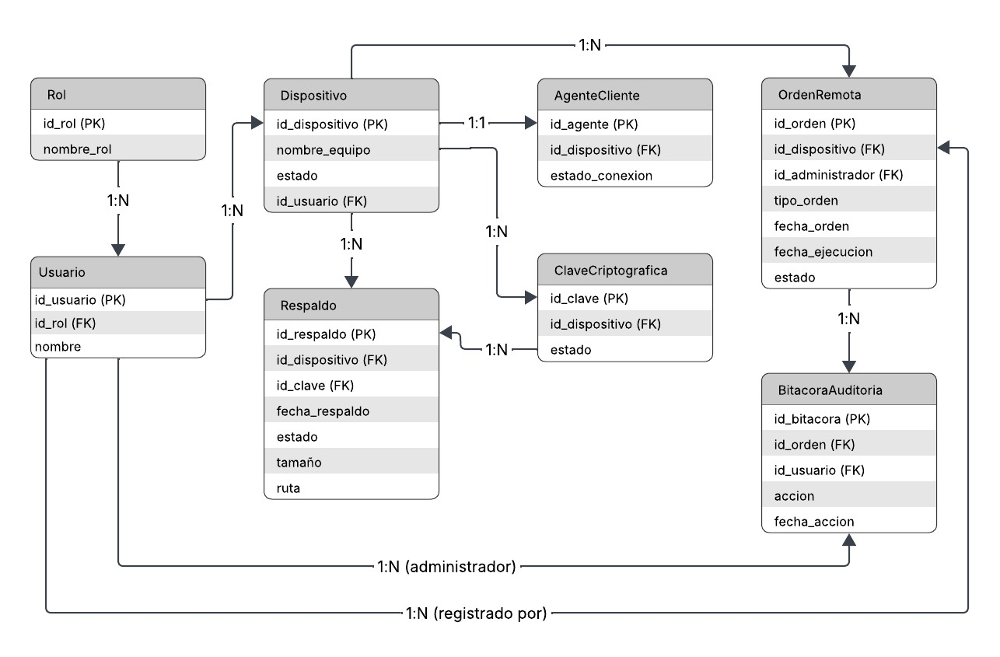 1:N
Rol
id_rol (PK)
nombre_rol
1:N
Usuario
id_usuario (PK)
id_rol (FK)
nombre
1:N
Dispositivo
id_dispositivo (PK)
nombre_equipo
estado
id_usuario (FK)
1:N
Respaldo
id_respaldo (PK)
id_dispositivo (FK)
id_clave (FK)
fecha_respaldo
estado
tamaño
ruta
1:1
AgenteCliente
id_agente (PK)
id_dispositivo (FK)
estado_conexion
1:N
ClaveCriptografica
id_clave (PK)
id_dispositivo (FK)
estado
1:N
OrdenRemota
id_orden (PK)
id_dispositivo (FK)
id_administrador (FK)
tipo_orden
fecha_orden
fecha_ejecucion
estado
1:N
BitacoraAuditoria
id_bitacora (PK)
id_orden (FK)
id_usuario (FK)
accion
fecha_accion
1:N (administrador)
1:N (registrado por)